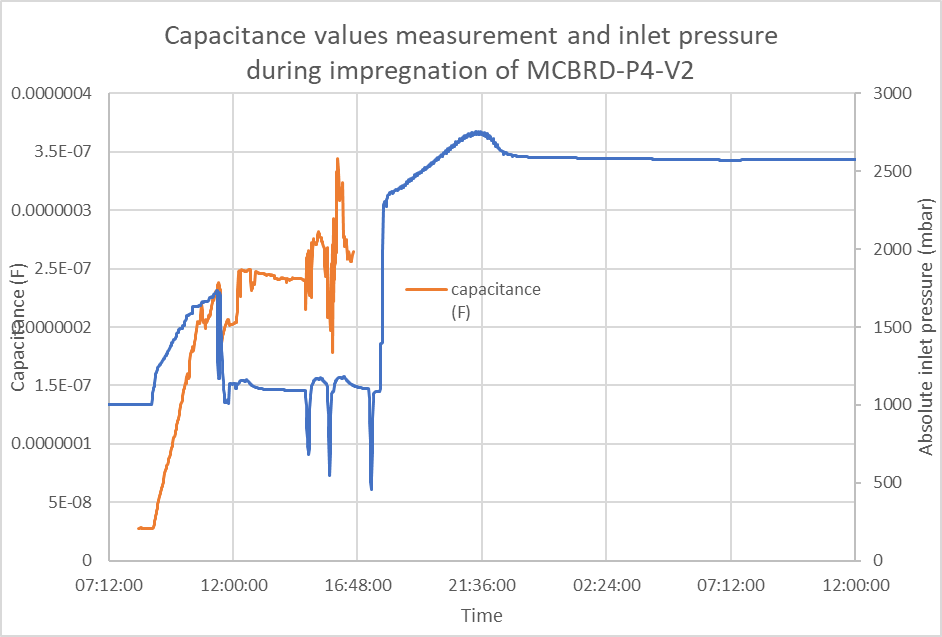 Capacitance values measurement and inlet pressure
during impregnation of MCBRD-P4-V2
0.0000004
3.5E-07
0.0000003
2.5E-07
0.0000002
1.5E-07
0.0000001
5E-08
0
Capacitance (F)
capacitance
(F)
3000
2500
2000
1500
1000
500
0
Absolute inlet pressure (mbar)
07:12:00 12:00:00 16:48:00 21:36:00 02:24:00 07:12:00 12:00:00
Time